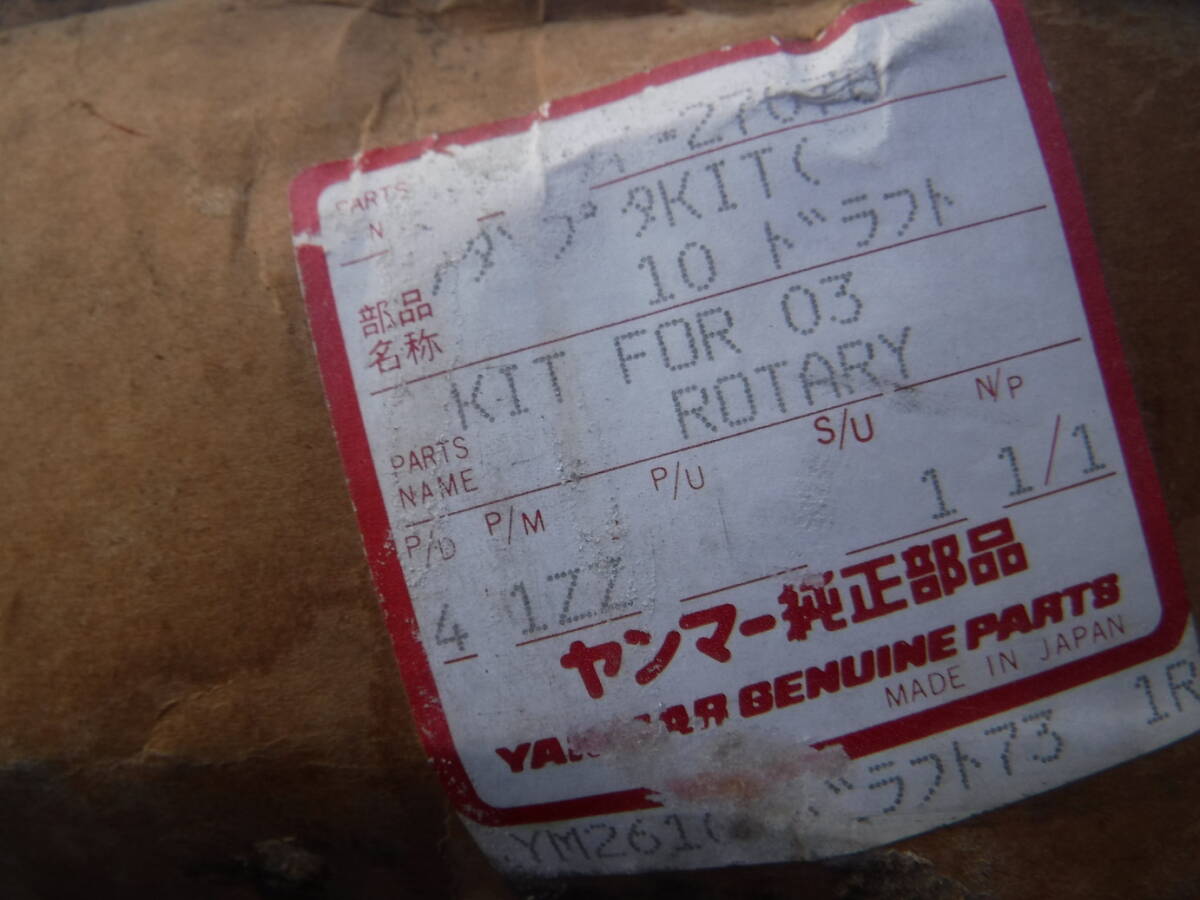 PARTS
N
アダプタKIT(
10 ドラフト
部品
名称
KIT FOR 03
ROTARY
PARTS
NAME
P/D P/M P/U S/U N/P
4 1ZZ 1 1/1
ヤンマー純正部品
GENUINE PARTS
MADE IN JAPAN
ドラフト73 1R